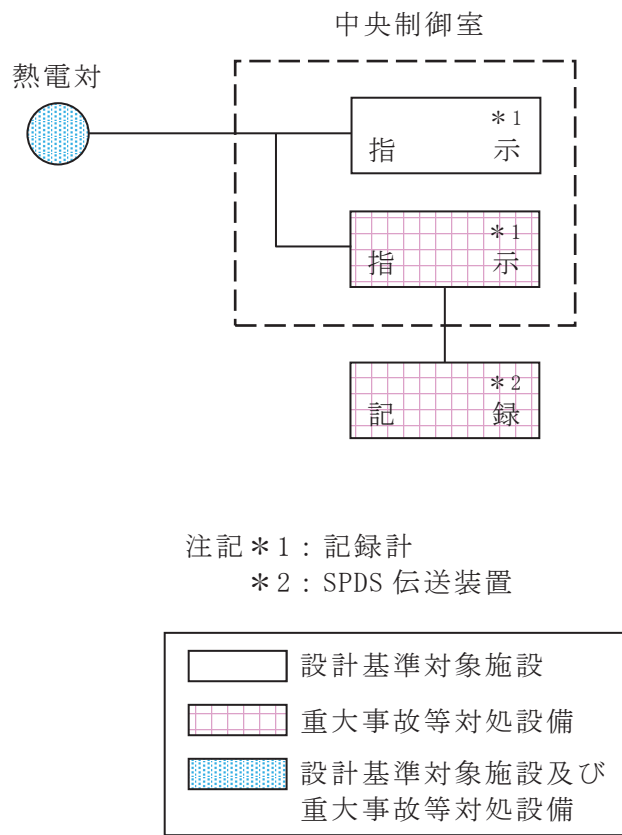 中央制御室
熱電対
＊1
指示
＊1
指示
＊2
記録
注記＊1：記録計
＊2：SPDS 伝送装置
設計基準対象施設
重大事故等対処設備
設計基準対象施設及び
重大事故等対処設備